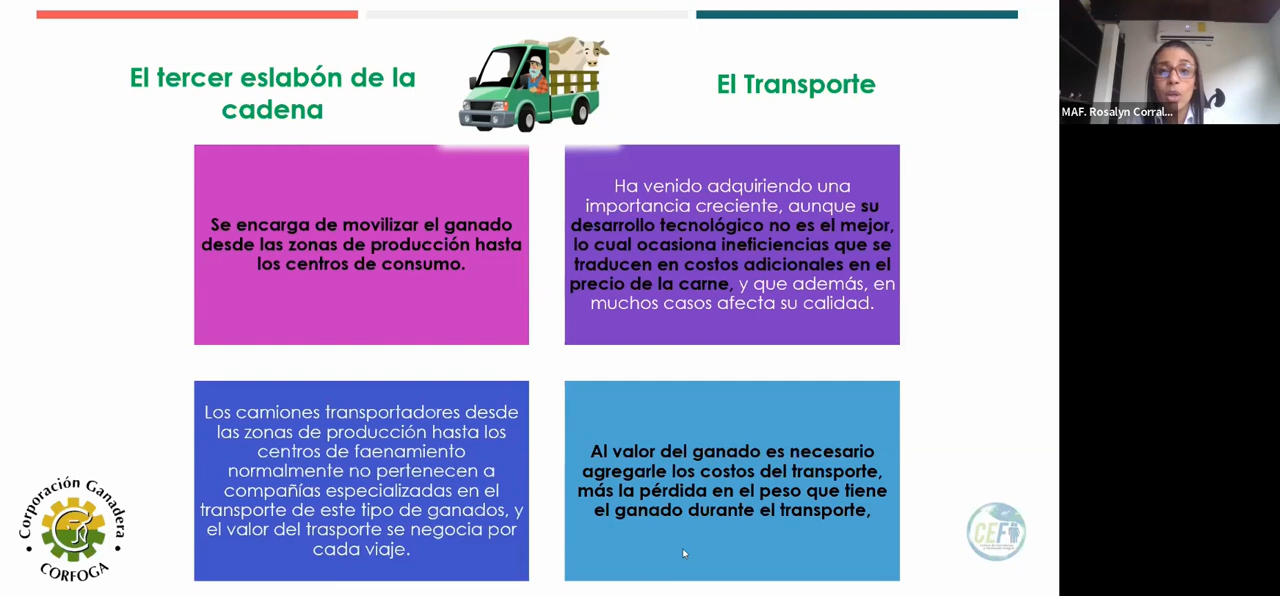 El tercer eslabón de la
cadena
El Transporte
MAF. Rosalyn Corral...
Se encarga de movilizar el ganado
desde las zonas de producción hasta
los centros de consumo.
Ha venido adquiriendo una
importancia creciente, aunque su
desarrollo tecnológico no es el mejor,
lo cual ocasiona ineficiencias que se
traducen en costos adicionales en el
precio de la carne, y que además, en
muchos casos afecta su calidad.
Los camiones transportadores desde
las zonas de producción hasta los
centros de faenamiento
normalmente no pertenecen a
compañías especializadas en el
transporte de este tipo de ganados, y
el valor del trasporte se negocia por
cada viaje.
Al valor del ganado es necesario
agregarle los costos del transporte,
más la pérdida en el peso que tiene
el ganado durante el transporte,
Corporación Ganadera
CORFOGA
CEFI